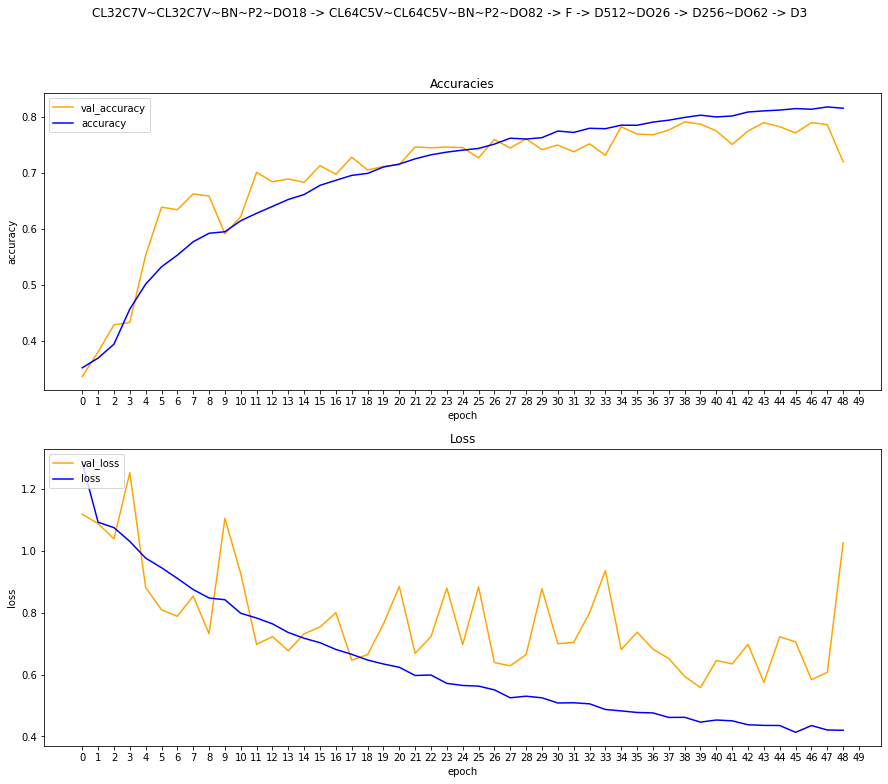 CL32C7V~CL32C7V~BN~P2~DO18 -> CL64C5V~CL64C5V~BN~P2~DO82 -> F -> D512~DO26 -> D256~DO62 -> D3
Accuracies
val_accuracy
accuracy
0.8
0.7
0.6
0.5
0.4
accuracy
0 1 2 3 4 5 6 7 8 9 10 11 12 13 14 15 16 17 18 19 20 21 22 23 24 25 26 27 28 29 30 31 32 33 34 35 36 37 38 39 40 41 42 43 44 45 46 47 48 49
epoch
Loss
val_loss
loss
1.2
1.0
0.8
0.6
0.4
loss
0 1 2 3 4 5 6 7 8 9 10 11 12 13 14 15 16 17 18 19 20 21 22 23 24 25 26 27 28 29 30 31 32 33 34 35 36 37 38 39 40 41 42 43 44 45 46 47 48 49
epoch